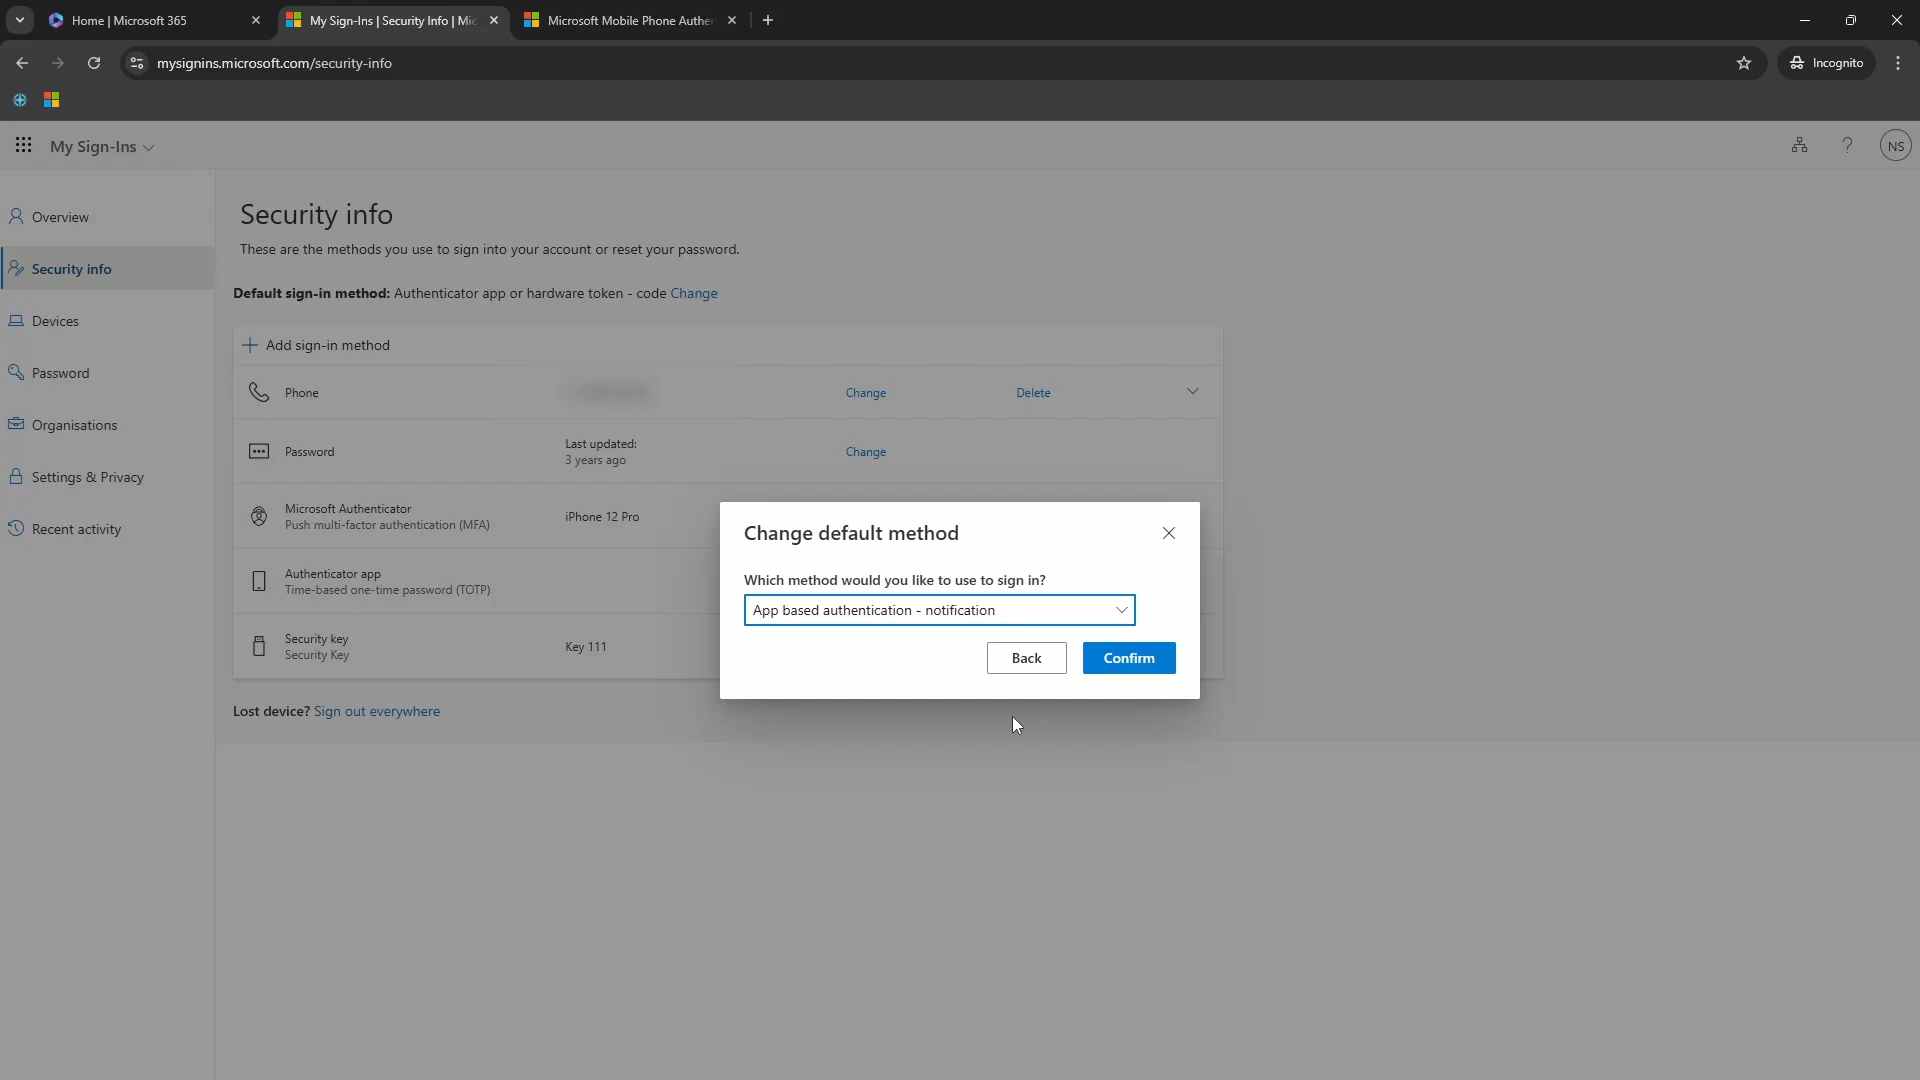 Home | Microsoft 365
My Sign-Ins | Security Info | Mic
Microsoft Mobile Phone Authe
mysignins.microsoft.com/security-info
Incognito
My Sign-Ins
NS
Overview
Security info
Devices
Password
Organisations
Settings & Privacy
Recent activity
Security info
These are the methods you use to sign into your account or reset your password.
Default sign-in method: Authenticator app or hardware token - code Change
Add sign-in method
Phone Change Delete
Password Last updated: Change
3 years ago
Microsoft Authenticator
Push multi-factor authentication (MFA) iPhone 12 Pro
Authenticator app
Time-based one-time password (TOTP)
Security key
Security Key Key 111
Lost device? Sign out everywhere
Change default method
Which method would you like to use to sign in?
App based authentication - notification
Back Confirm